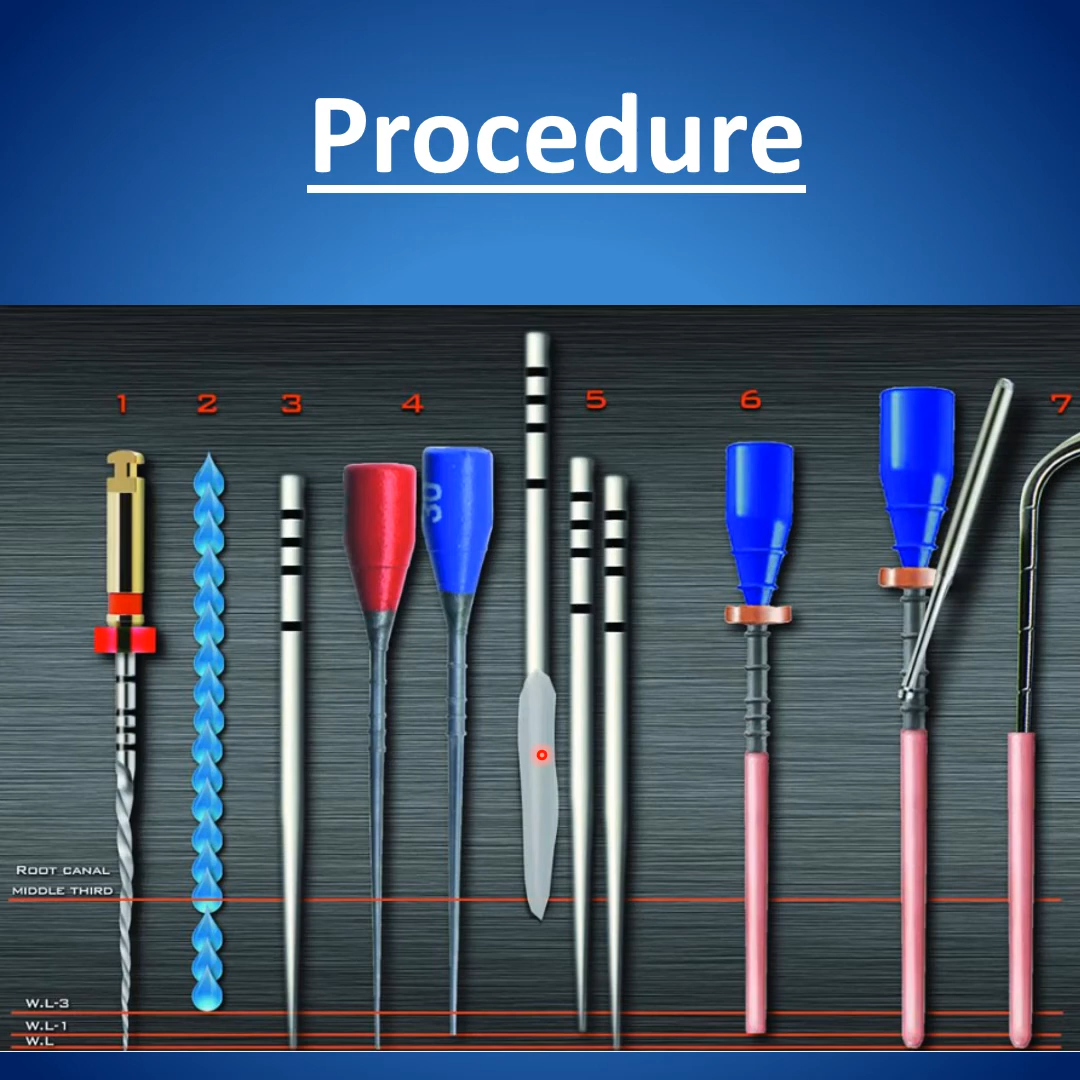 Procedure
1 2 3 4 5 6 7
30
ROOT CANAL
MIDDLE THIRD
W.L-3
W.L-1
W.L